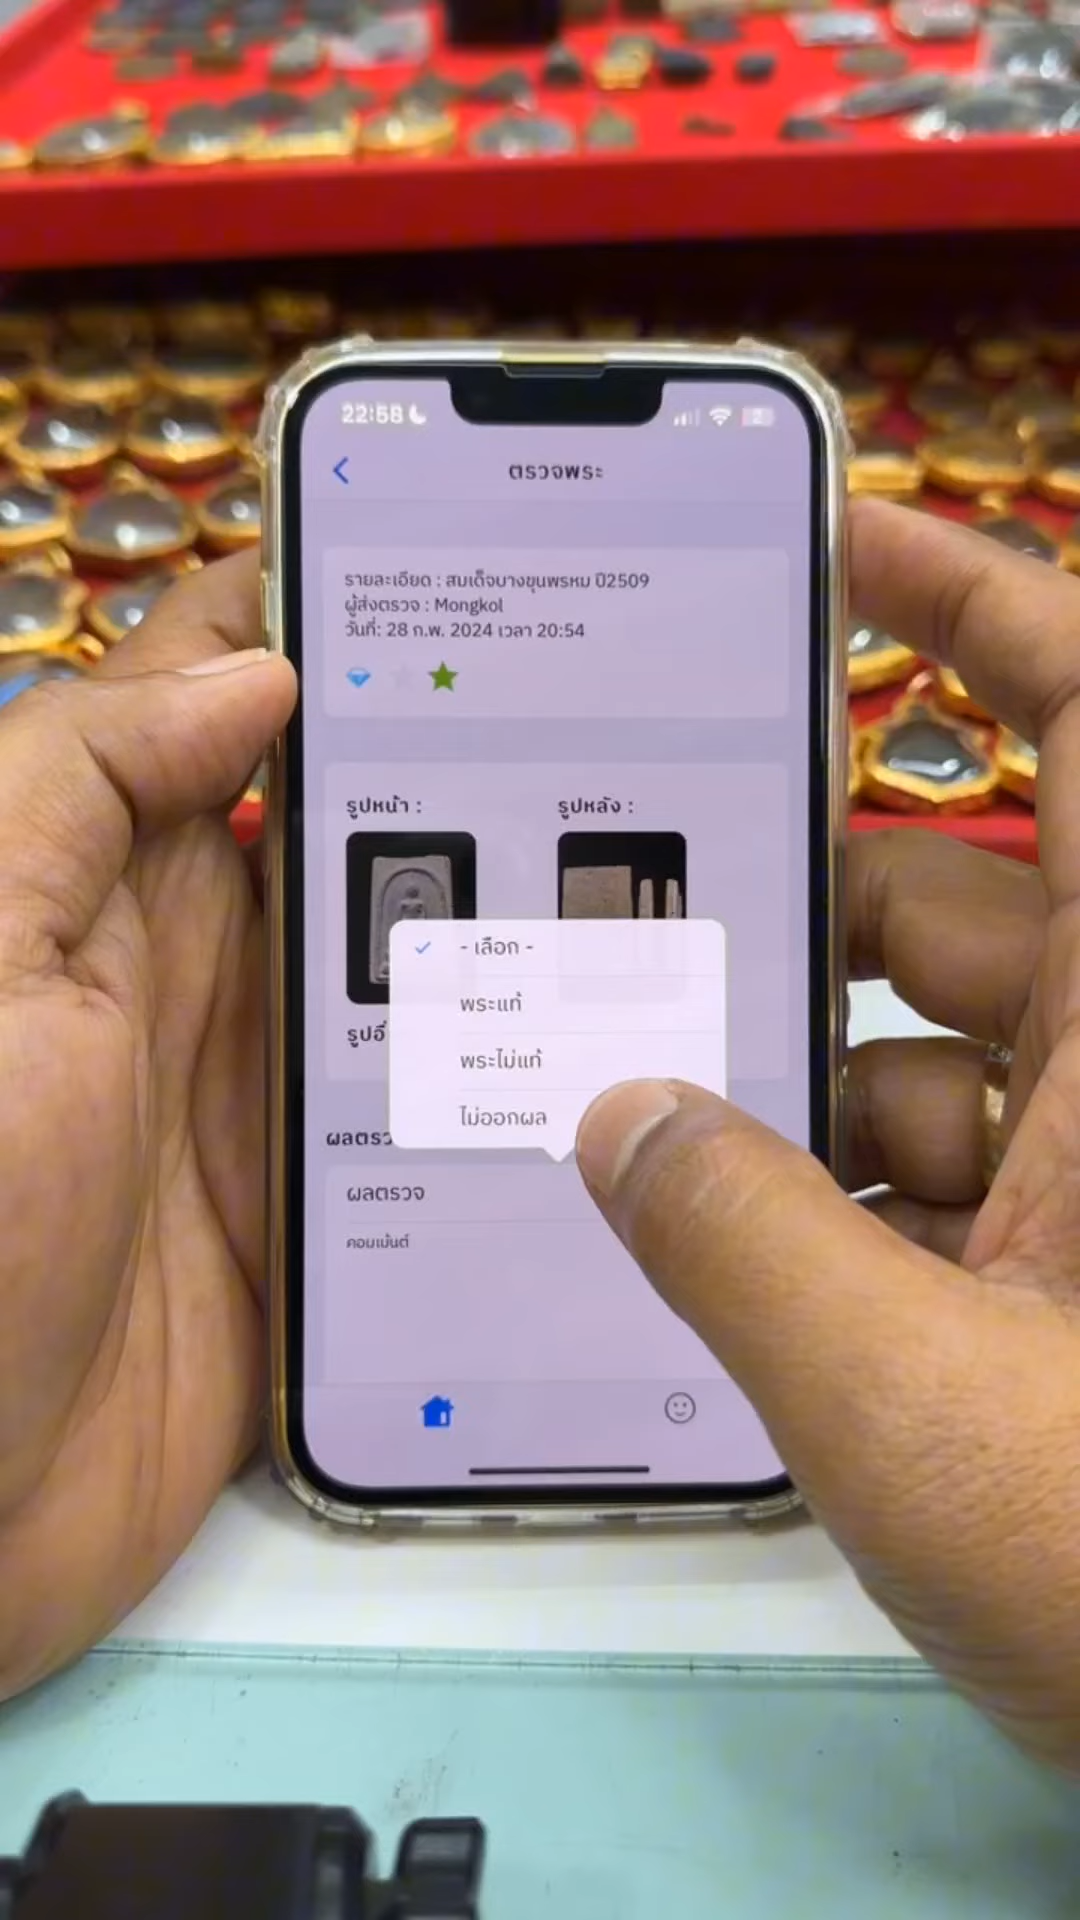 22:58
ตรวจพระ
รายละเอียด : สมเด็จบางขุนพรหม ปี2509
ผู้ส่งตรวจ : Mongkol
วันที่: 28 ก.พ. 2024 เวลา 20:54
รูปหน้า :
รูปหลัง :
- เลือก -
พระแท้
พระไม่แท้
ไม่ออกผล
ผลตรวจ
คอมเม้นต์